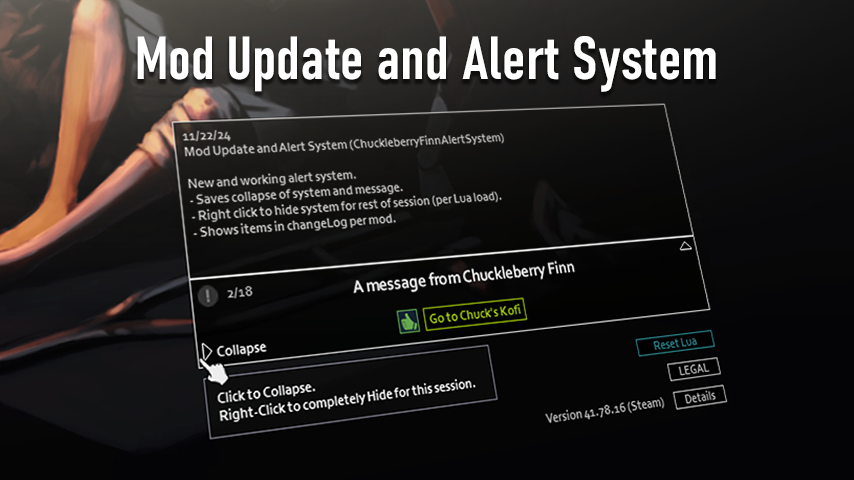 Mod Update and Alert System
11/22/24
Mod Update and Alert System (ChuckleberryFinnAlertSystem)
New and working alert system.
- Saves collapse of system and message.
- Right click to hide system for rest of session (per Lua load).
- Shows items in changeLog per mod.
! 2/18
A message from Chuckleberry Finn
Go to Chuck's Kofi
Collapse
Click to Collapse.
Right-Click to completely Hide for this session.
Reset Lua
LEGAL
Version 41.78.16 (Steam)
Details